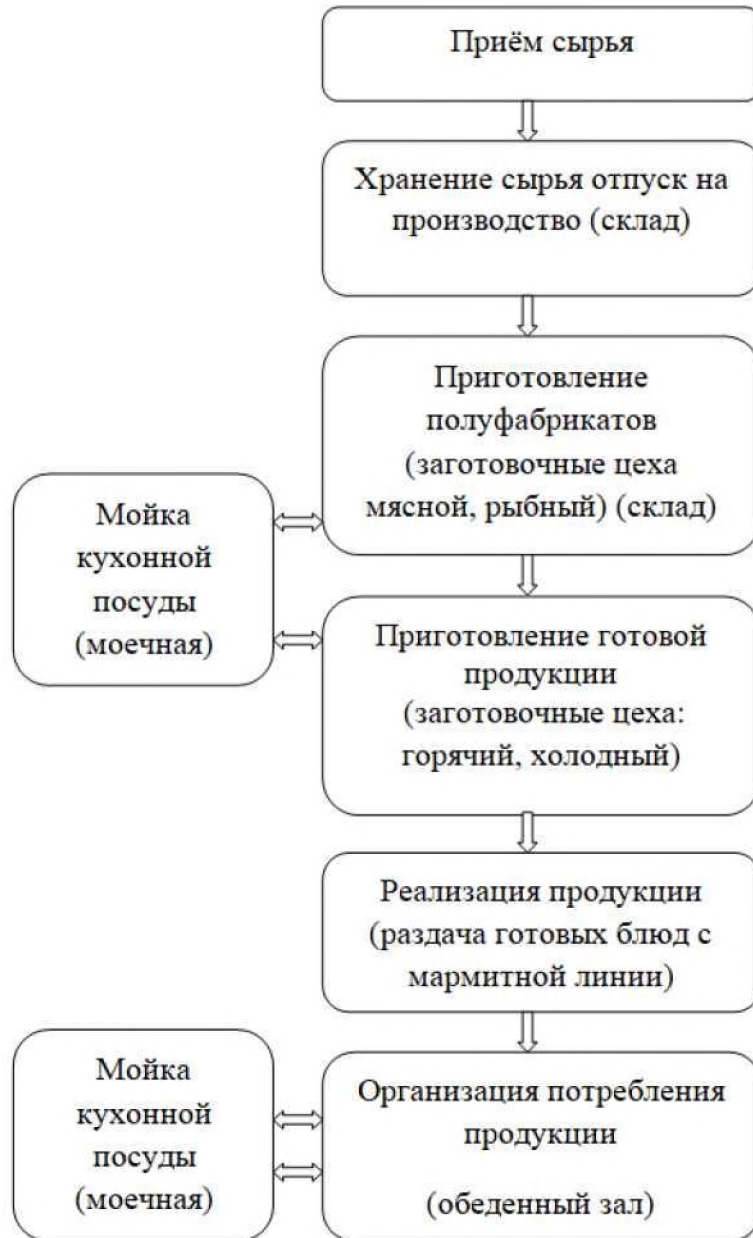 Приём сырья
Хранение сырья отпуск на
производство (склад)
Приготовление
полуфабрикатов
(заготовочные цеха
мясной, рыбный) (склад)
Мойка
кухонной
посуды
(моечная)
Приготовление готовой
продукции
(заготовочные цеха:
горячий, холодный)
Реализация продукции
(раздача готовых блюд с
мармитной линии)
Мойка
кухонной
посуды
(моечная)
Организация потребления
продукции
(обеденный зал)